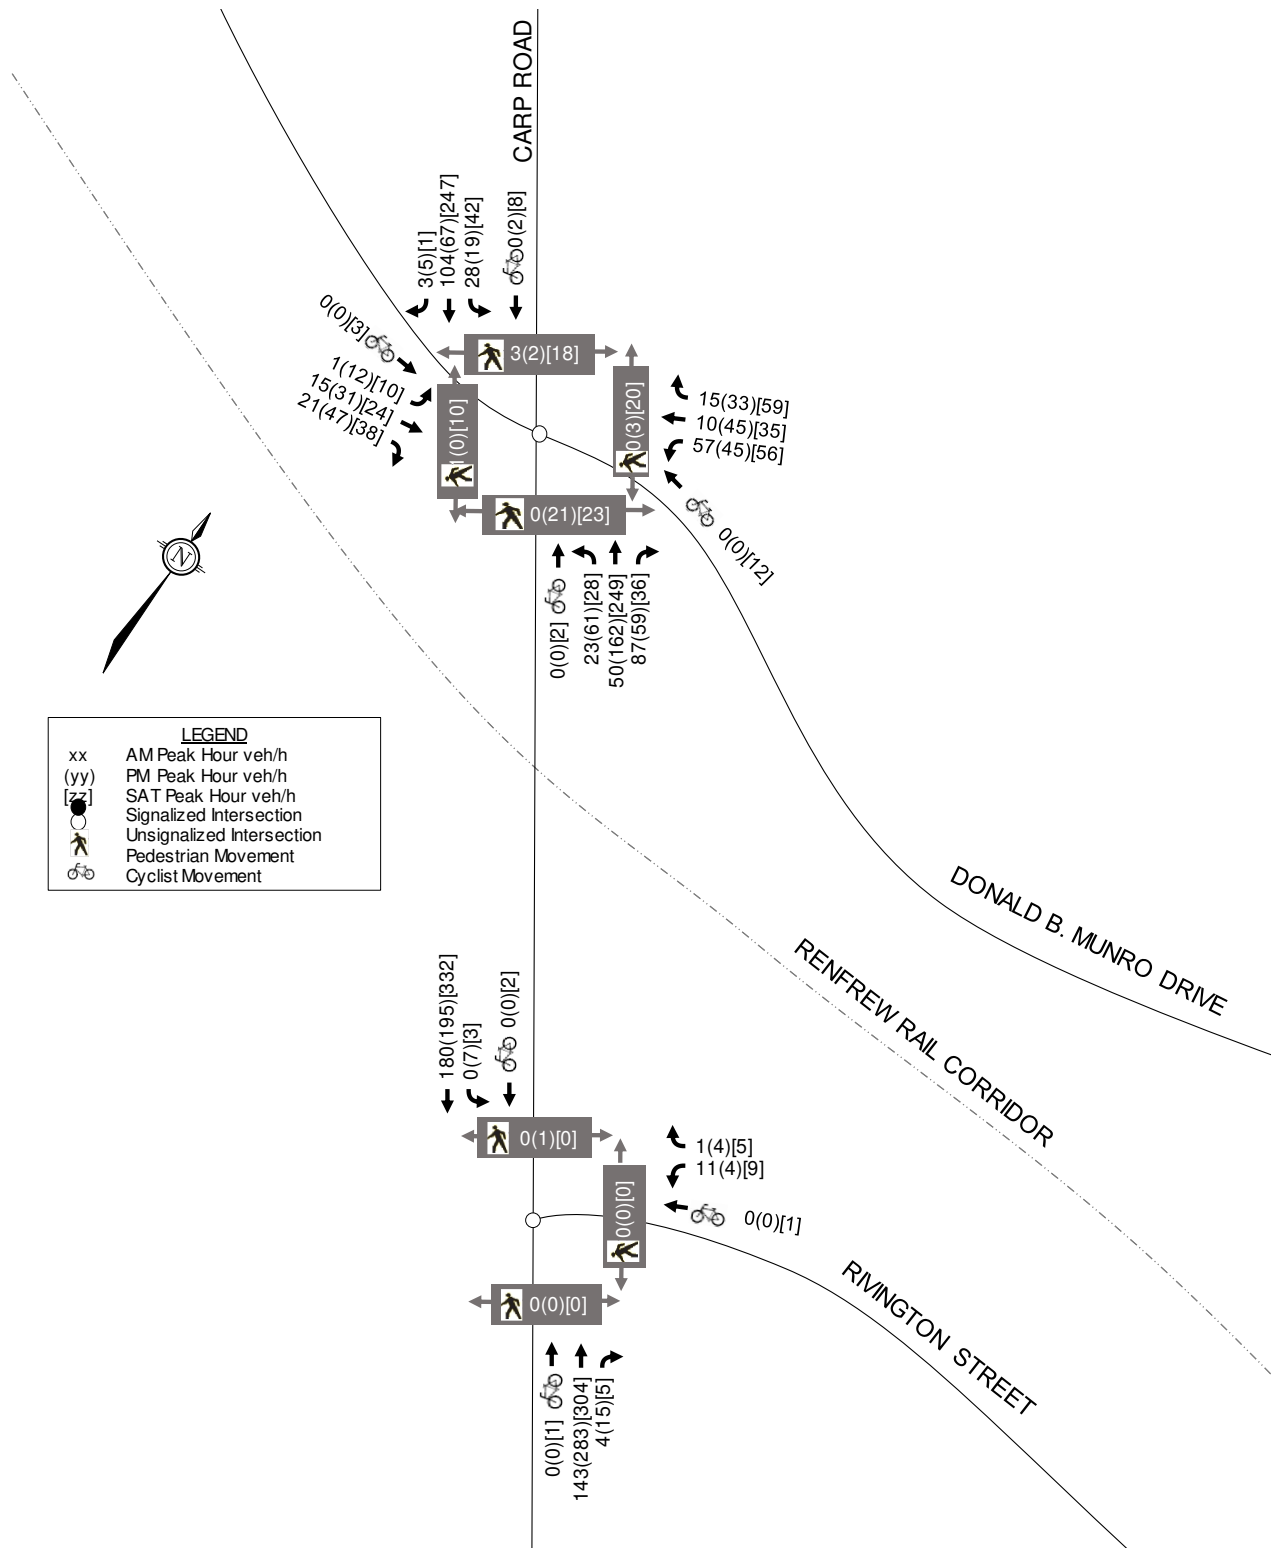 CARP ROAD
3(5)[1]
104(67)[247]
28(19)[42]
0(2)[8]
0(0)[3]
3(2)[18]
1(12)[10]
15(31)[24]
21(47)[38]
1(0)[10]
0(3)[20]
15(33)[59]
10(45)[35]
57(45)[56]
0(21)[23]
0(0)[12]
0(0)[2]
23(61)[28]
50(162)[249]
87(59)[36]
N
LEGEND
xx AM Peak Hour veh/h
(yy) PM Peak Hour veh/h
[zz] SAT Peak Hour veh/h
Signalized Intersection
Unsignalized Intersection
Pedestrian Movement
Cyclist Movement
DONALD B. MUNRO DRIVE
RENFREW RAIL CORRIDOR
180(195)[332]
0(7)[3]
0(0)[2]
0(1)[0]
1(4)[5]
11(4)[9]
0(0)[0]
0(0)[1]
RIVINGTON STREET
0(0)[0]
0(0)[1]
143(283)[304]
4(15)[5]